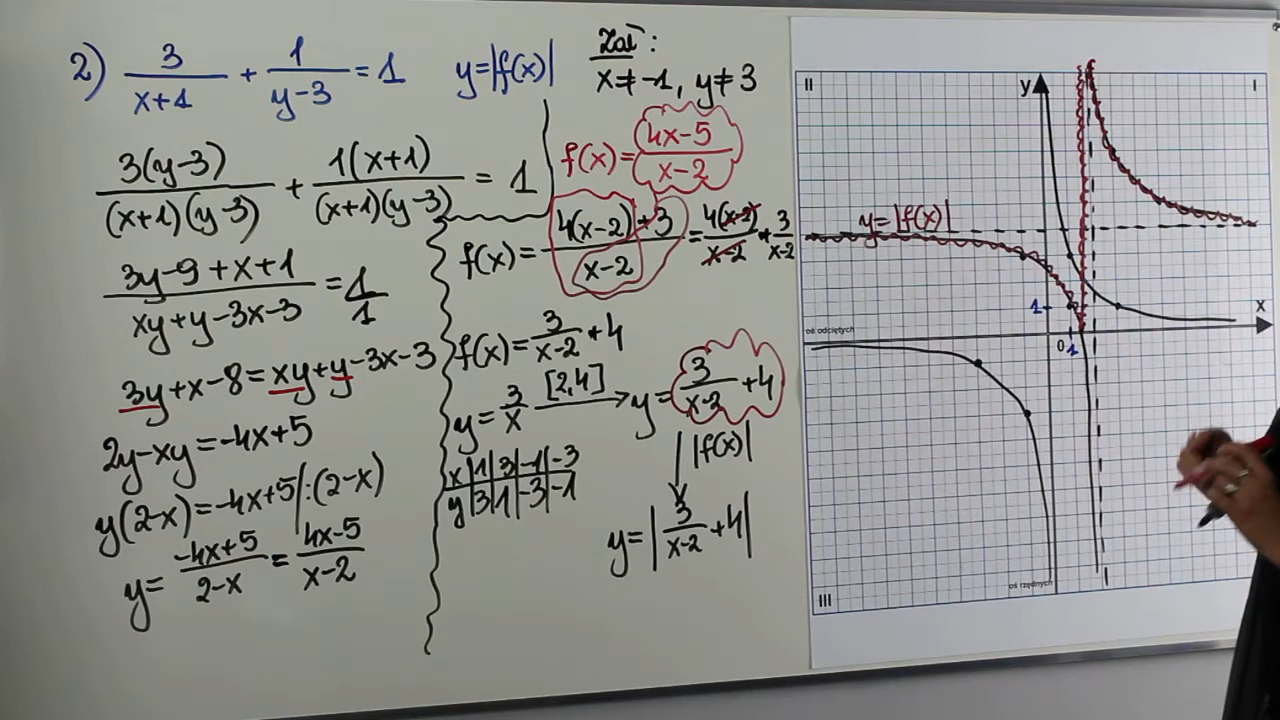 2) 3/(x+1) + 1/(y-3) = 1   y=|f(x)|
Zał:
x≠-1, y≠3
3(y-3)/((x+1)(y-3)) + 1(x+1)/((x+1)(y-3)) = 1
(3y-9+x+1)/(xy+y-3x-3) = 1/1
3y+x-8=xy+y-3x-3
2y-xy=-4x+5
y(2-x)=-4x+5 |:(2-x)
y= (-4x+5)/(2-x) = (4x-5)/(x-2)
f(x)= (4x-5)/(x-2)
f(x)= (4(x-2)+3)/(x-2) = 4(x-2)/(x-2) + 3/(x-2)
f(x)= 3/(x-2) +4
y= 3/x [2,4] → y= 3/(x-2) +4
x|1|3|-1|-3
y|3|1|-3|-1
|f(x)|
y=|3/(x-2) +4|
II
y
I
y=|f(x)|
1
x
oś odciętych
0
1
oś rzędnych
III